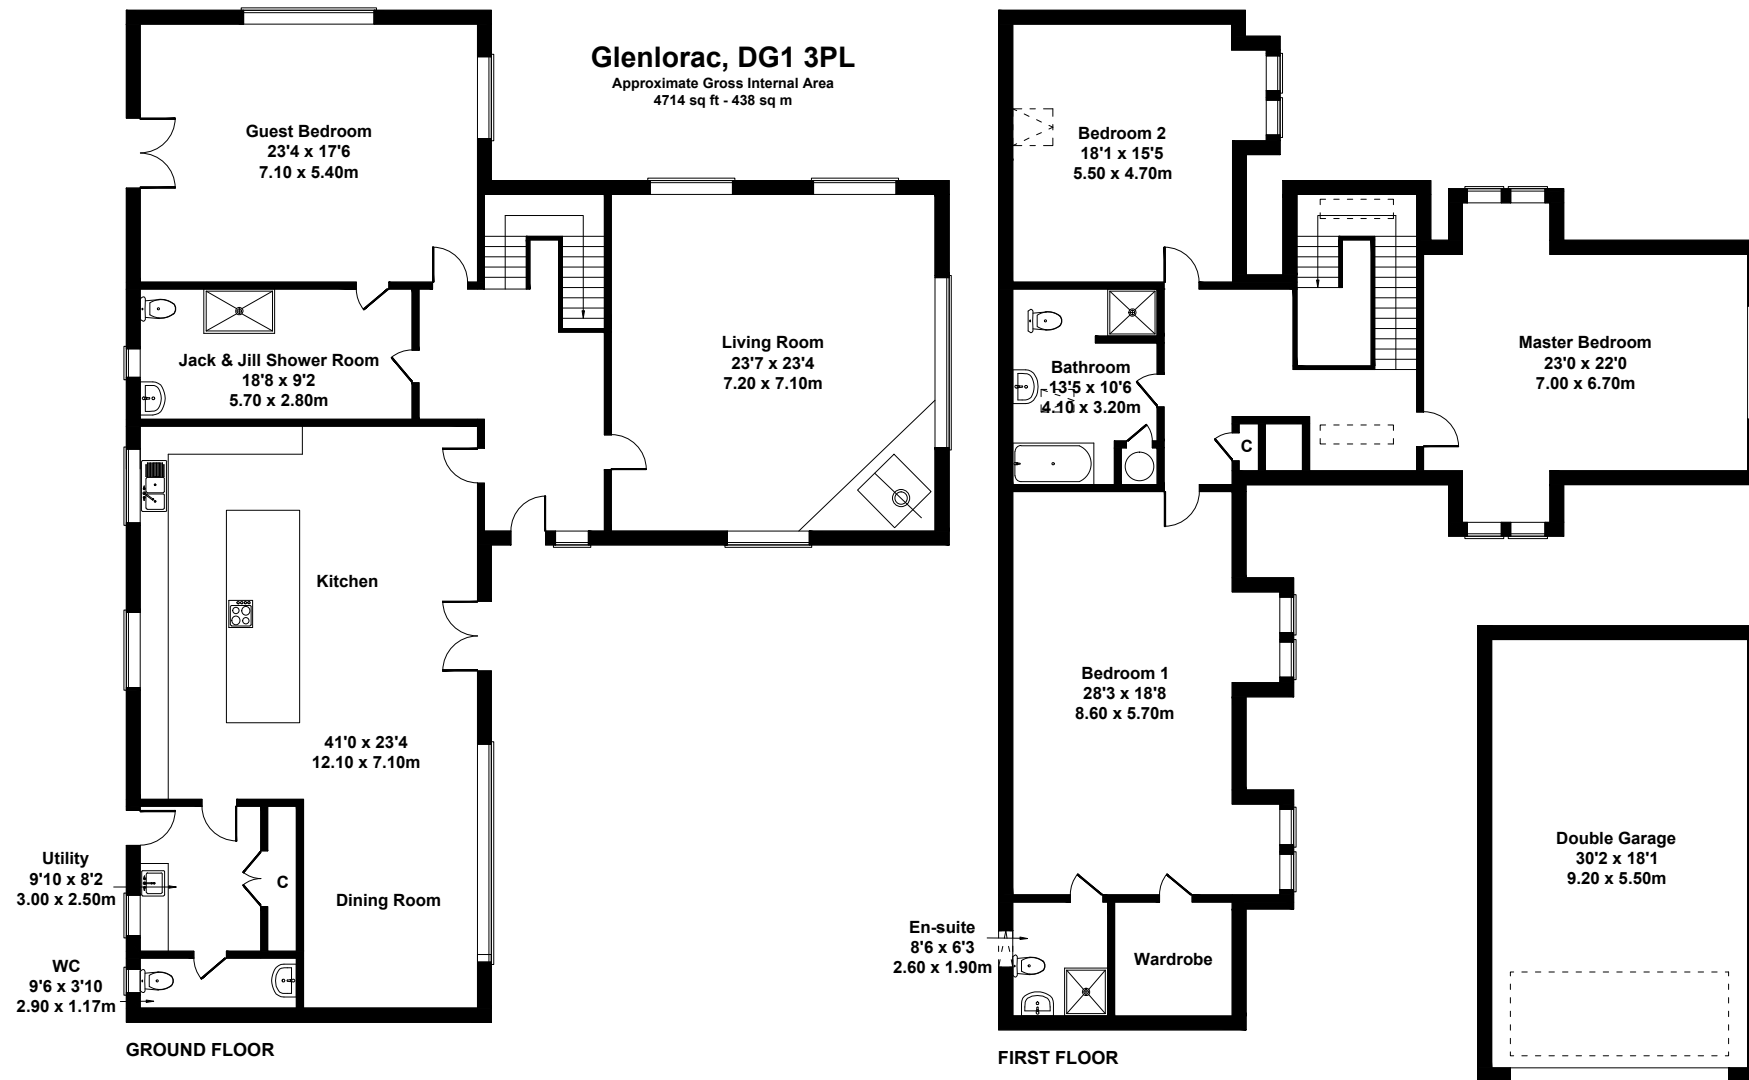 Glenlorac, DG1 3PL
Approximate Gross Internal Area
4714 sq ft - 438 sq m
Guest Bedroom
23'4 x 17'6
7.10 x 5.40m
Jack & Jill Shower Room
18'8 x 9'2
5.70 x 2.80m
Living Room
23'7 x 23'4
7.20 x 7.10m
Kitchen
41'0 x 23'4
12.10 x 7.10m
Utility
9'10 x 8'2
3.00 x 2.50m
C
Dining Room
WC
9'6 x 3'10
2.90 x 1.17m
GROUND FLOOR
Bedroom 2
18'1 x 15'5
5.50 x 4.70m
Bathroom
13'5 x 10'6
4.10 x 3.20m
C
Master Bedroom
23'0 x 22'0
7.00 x 6.70m
Bedroom 1
28'3 x 18'8
8.60 x 5.70m
En-suite
8'6 x 6'3
2.60 x 1.90m
Wardrobe
FIRST FLOOR
Double Garage
30'2 x 18'1
9.20 x 5.50m